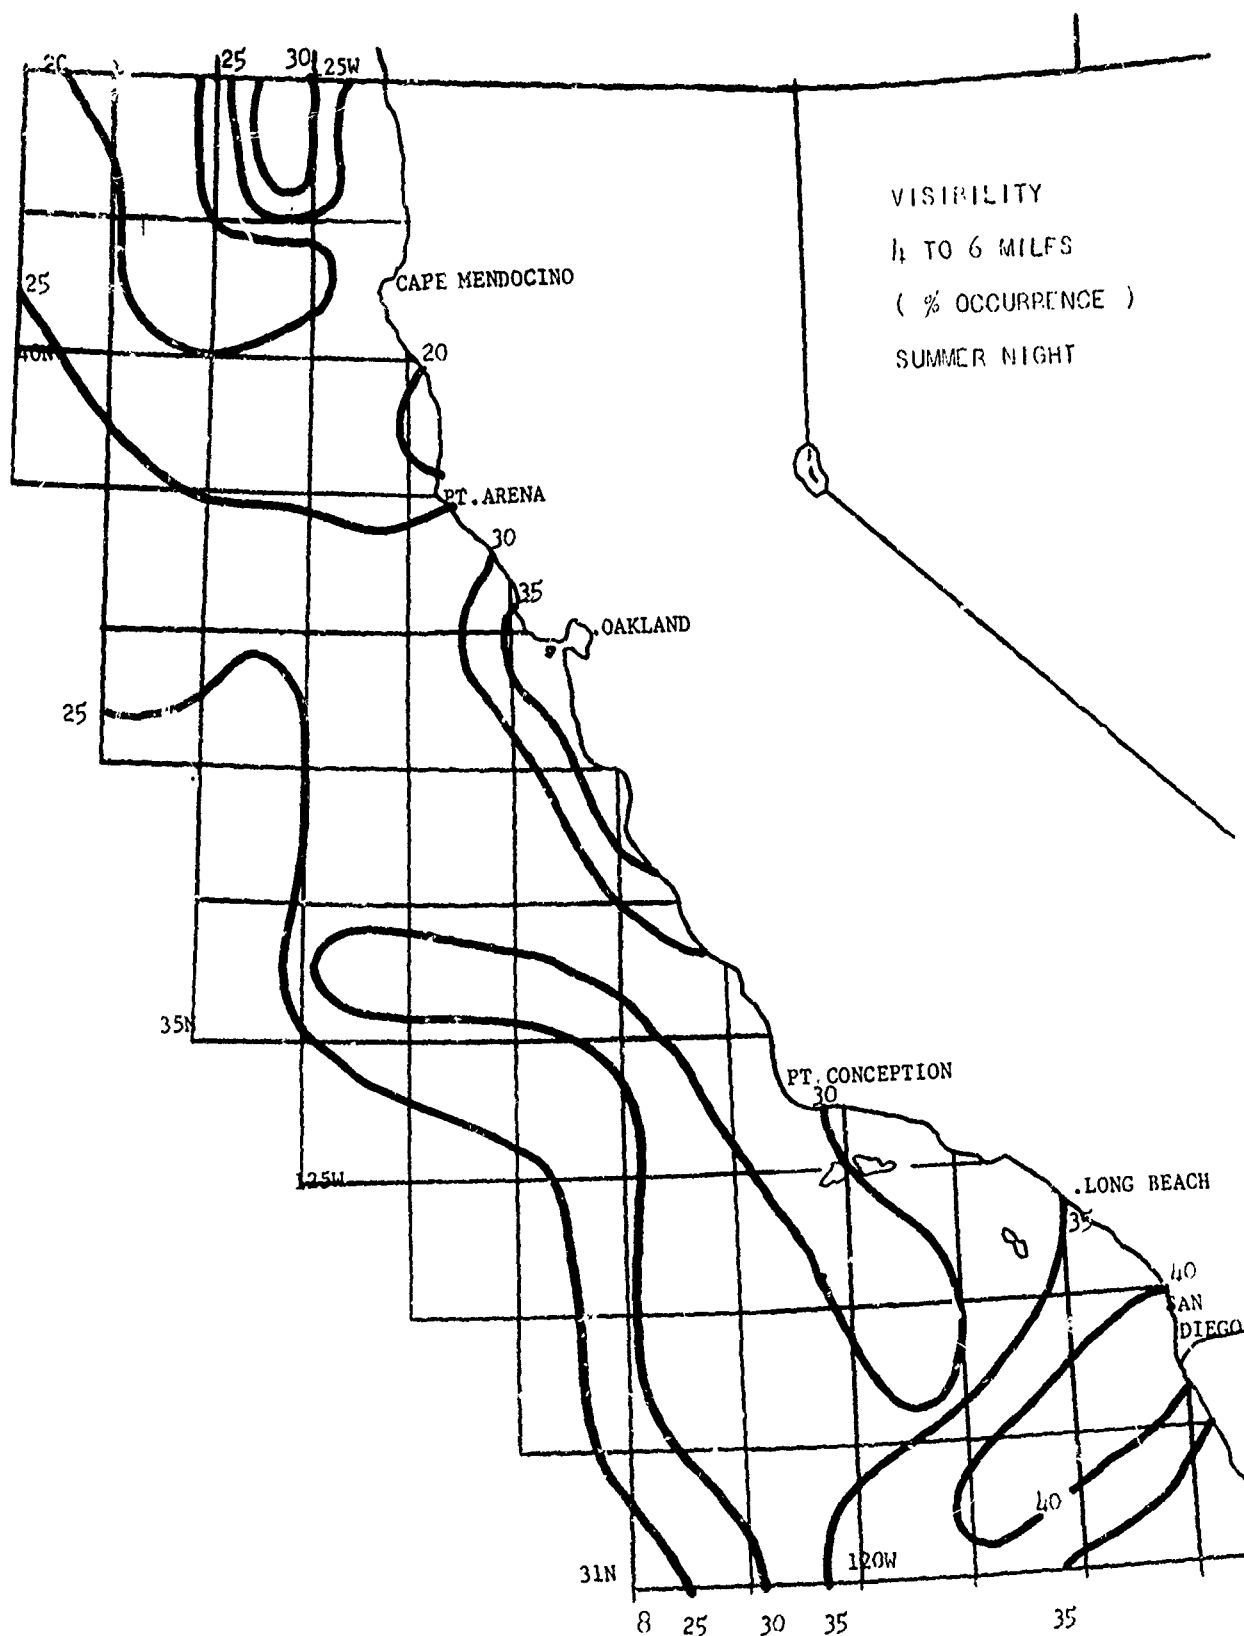 25 30 25W
VISIBILITY
4 TO 6 MILES
( % OCCURRENCE )
SUMMER NIGHT
CAPE MENDOCINO
25
40N
20
PT. ARENA
30
35
.OAKLAND
25
35N
PT. CONCEPTION
30
125W
.LONG BEACH
35
40
SAN
DIEGO
40
120W
31N
8 25 30 35 35